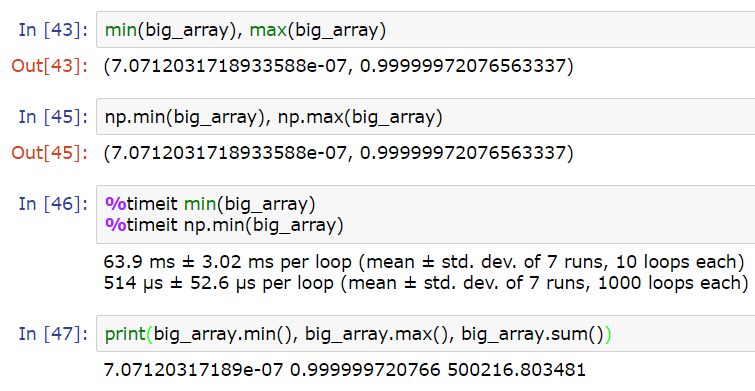 In [43]: min(big_array), max(big_array)
Out[43]: (7.0712031718933588e-07, 0.99999972076563337)
In [45]: np.min(big_array), np.max(big_array)
Out[45]: (7.0712031718933588e-07, 0.99999972076563337)
In [46]: %timeit min(big_array)
%timeit np.min(big_array)
63.9 ms ± 3.02 ms per loop (mean ± std. dev. of 7 runs, 10 loops each)
514 µs ± 52.6 µs per loop (mean ± std. dev. of 7 runs, 1000 loops each)
In [47]: print(big_array.min(), big_array.max(), big_array.sum())
7.07120317189e-07 0.999999720766 500216.803481